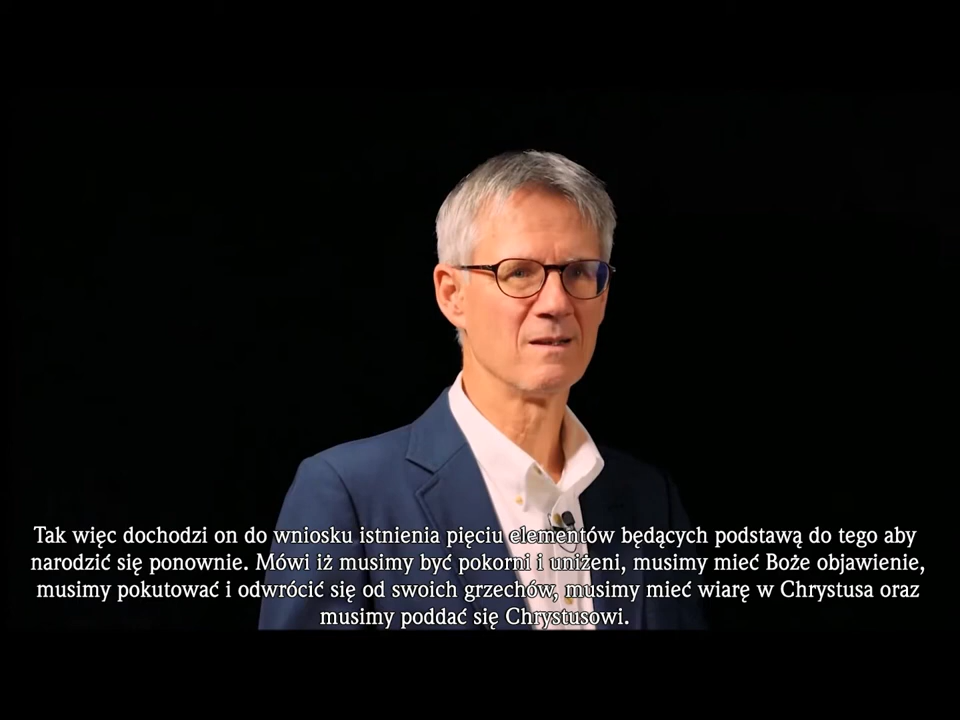 Tak więc dochodzi on do wniosku istnienia pięciu elementów będących podstawą do tego aby
narodzić się ponownie. Mówi iż musimy być pokorni i uniżeni, musimy mieć Boże objawienie,
musimy pokutować i odwrócić się od swoich grzechów, musimy mieć wiarę w Chrystusa oraz
musimy poddać się Chrystusowi.